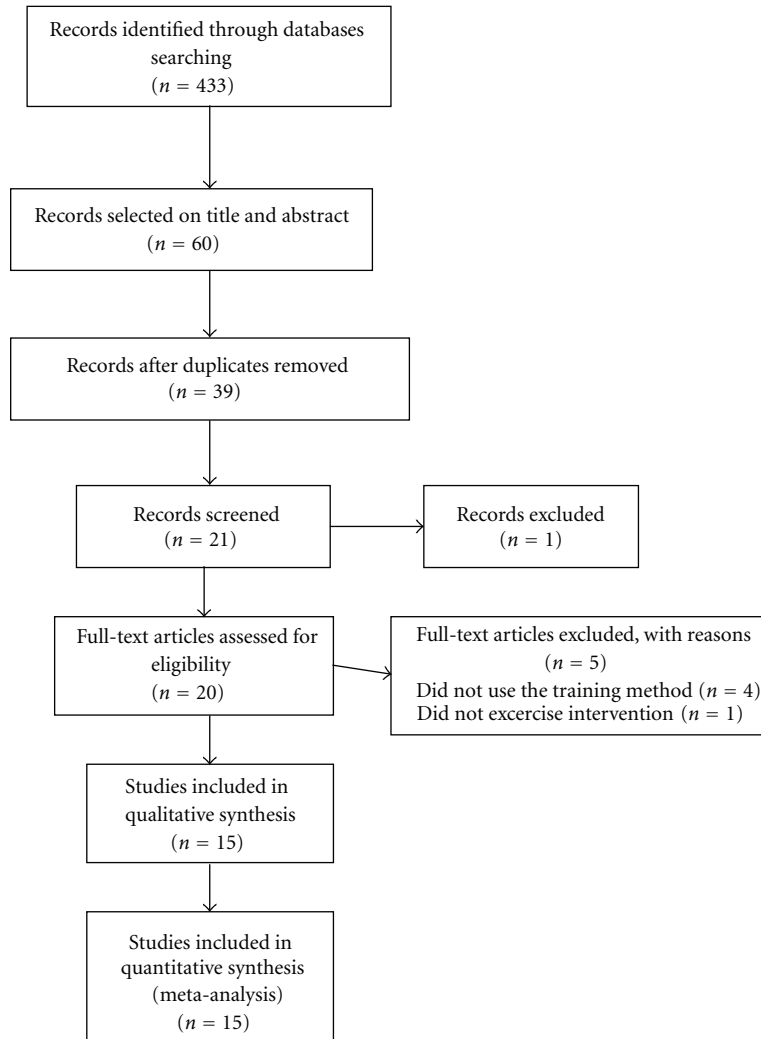 Records identified through databases
searching
(n = 433)
Records selected on title and abstract
(n = 60)
Records after duplicates removed
(n = 39)
Records screened
(n = 21)
Records excluded
(n = 1)
Full-text articles assessed for
eligibility
(n = 20)
Full-text articles excluded, with reasons
(n = 5)
Did not use the training method (n = 4)
Did not excercise intervention (n = 1)
Studies included in
qualitative synthesis
(n = 15)
Studies included in
quantitative synthesis
(meta-analysis)
(n = 15)